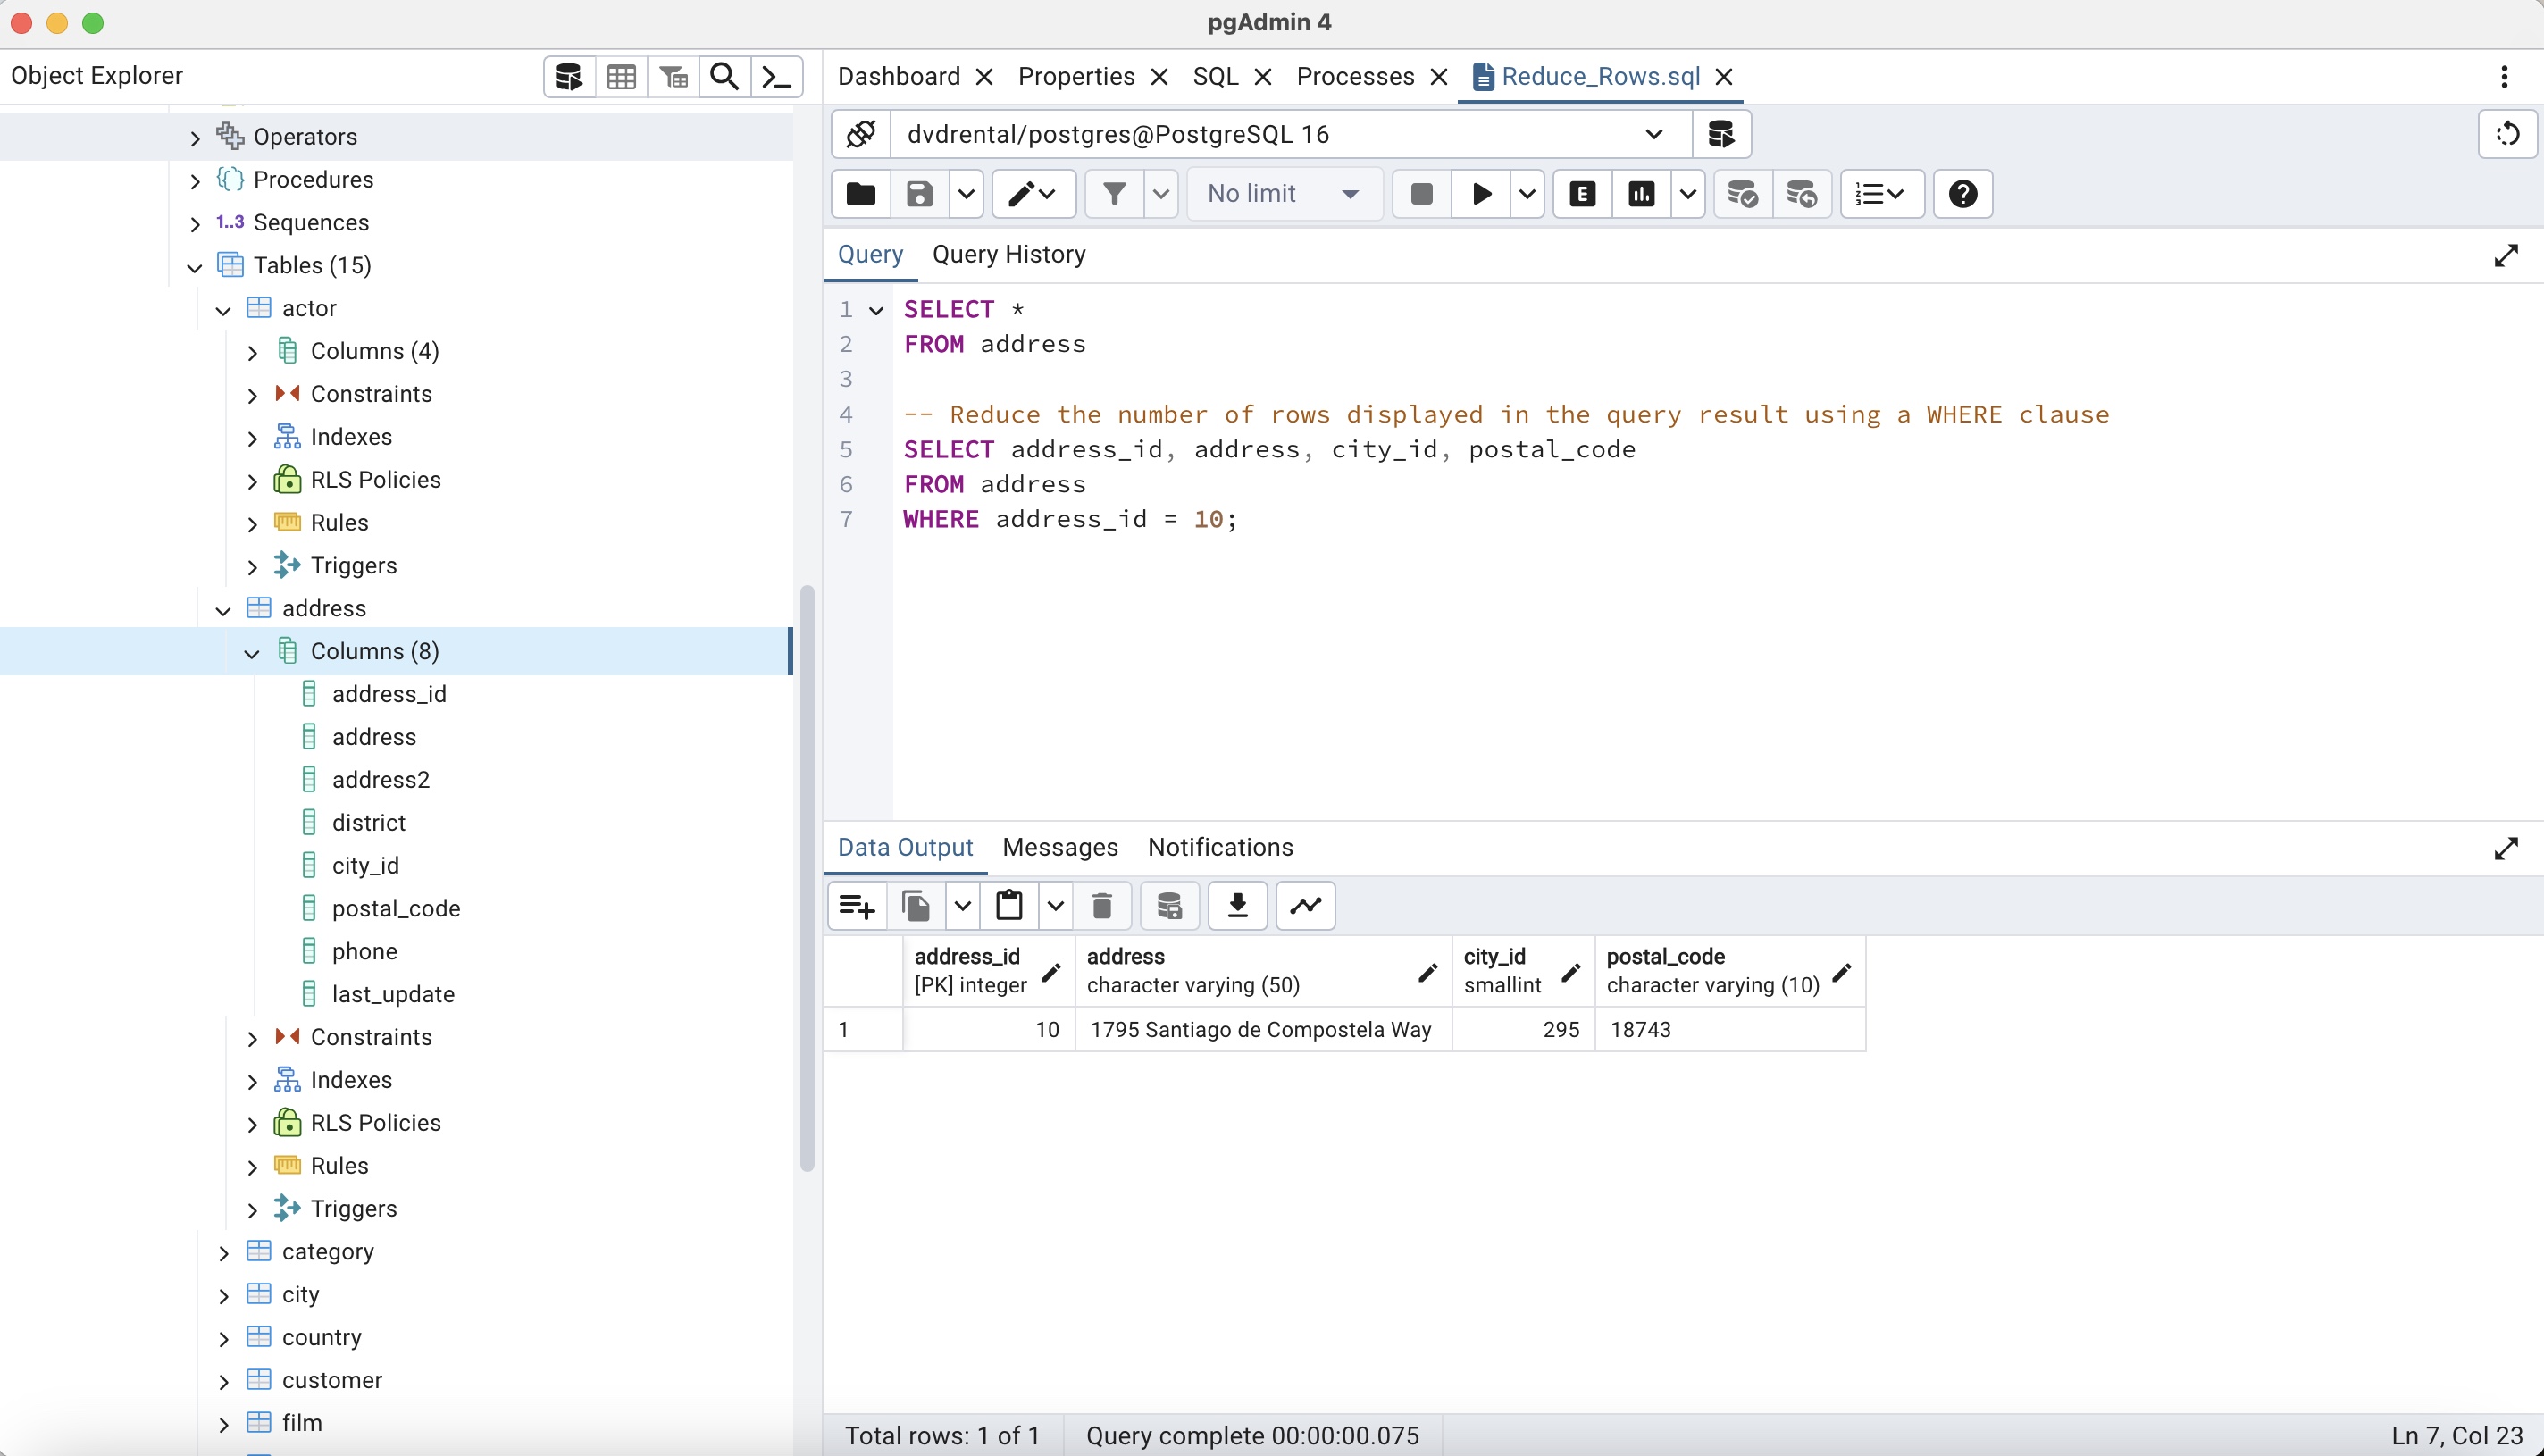 pgAdmin 4
Object Explorer
Dashboard
Properties
SQL
Processes
Reduce_Rows.sql
dvdrental/postgres@PostgreSQL 16
No limit
E
Query
Query History
Operators
Procedures
1..3 Sequences
Tables (15)
actor
Columns (4)
Constraints
Indexes
RLS Policies
Rules
Triggers
address
Columns (8)
address_id
address
address2
district
city_id
postal_code
phone
last_update
Constraints
Indexes
RLS Policies
Rules
Triggers
category
city
country
customer
film
1 SELECT *
2 FROM address
3
4 -- Reduce the number of rows displayed in the query result using a WHERE clause
5 SELECT address_id, address, city_id, postal_code
6 FROM address
7 WHERE address_id = 10;
Data Output
Messages
Notifications
address_id
[PK] integer
address
character varying (50)
city_id
smallint
postal_code
character varying (10)
1 10 1795 Santiago de Compostela Way 295 18743
Total rows: 1 of 1
Query complete 00:00:00.075
Ln 7, Col 23